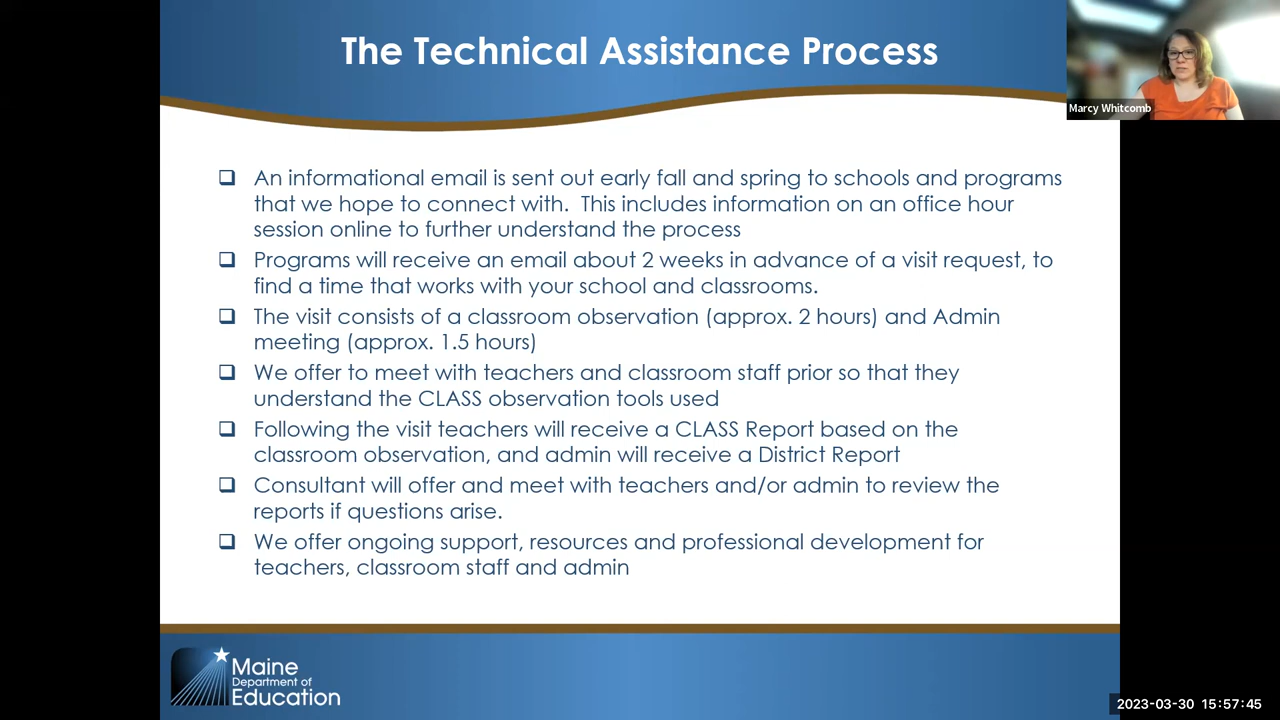 The Technical Assistance Process
Marcy Whitcomb
An informational email is sent out early fall and spring to schools and programs
that we hope to connect with.  This includes information on an office hour
session online to further understand the process
Programs will receive an email about 2 weeks in advance of a visit request, to
find a time that works with your school and classrooms.
The visit consists of a classroom observation (approx. 2 hours) and Admin
meeting (approx. 1.5 hours)
We offer to meet with teachers and classroom staff prior so that they
understand the CLASS observation tools used
Following the visit teachers will receive a CLASS Report based on the
classroom observation, and admin will receive a District Report
Consultant will offer and meet with teachers and/or admin to review the
reports if questions arise.
We offer ongoing support, resources and professional development for
teachers, classroom staff and admin
Maine
Department of
Education
2023-03-30 15:57:45